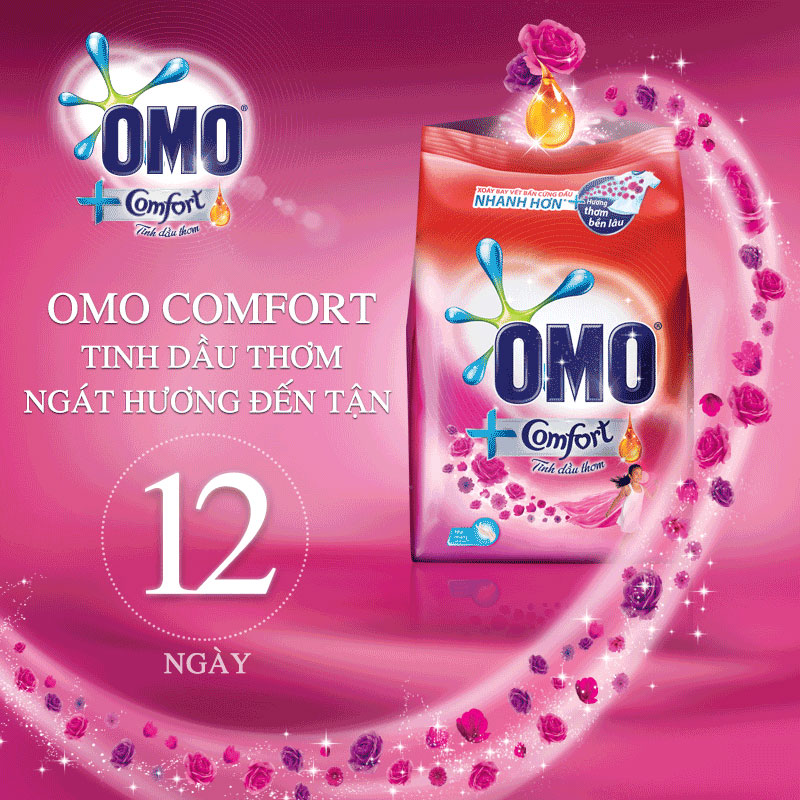 OMO®
+ Comfort
Tinh dầu thơm
OMO COMFORT
TINH DẦU THƠM
NGÁT HƯƠNG ĐẾN TẬN
12
NGÀY
XOÁY BAY VẾT BẨN CỨNG ĐẦU
NHANH HƠN*
+ Hương
thơm
bền lâu
OMO®
+ Comfort
Tinh dầu thơm